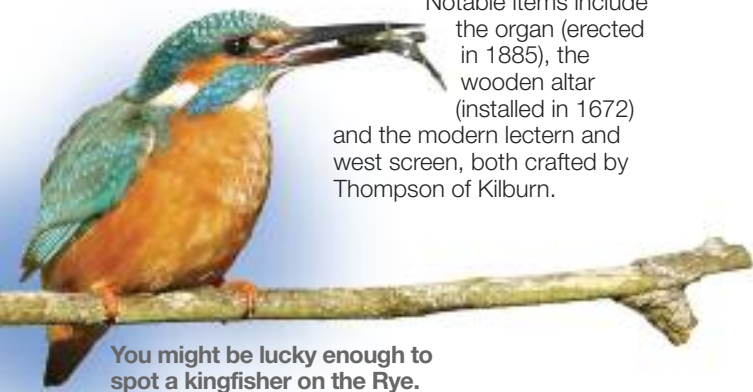 Notable items include
the organ (erected
in 1885), the
wooden altar
(installed in 1672)
and the modern lectern and
west screen, both crafted by
Thompson of Kilburn.
You might be lucky enough to
spot a kingfisher on the Rye.